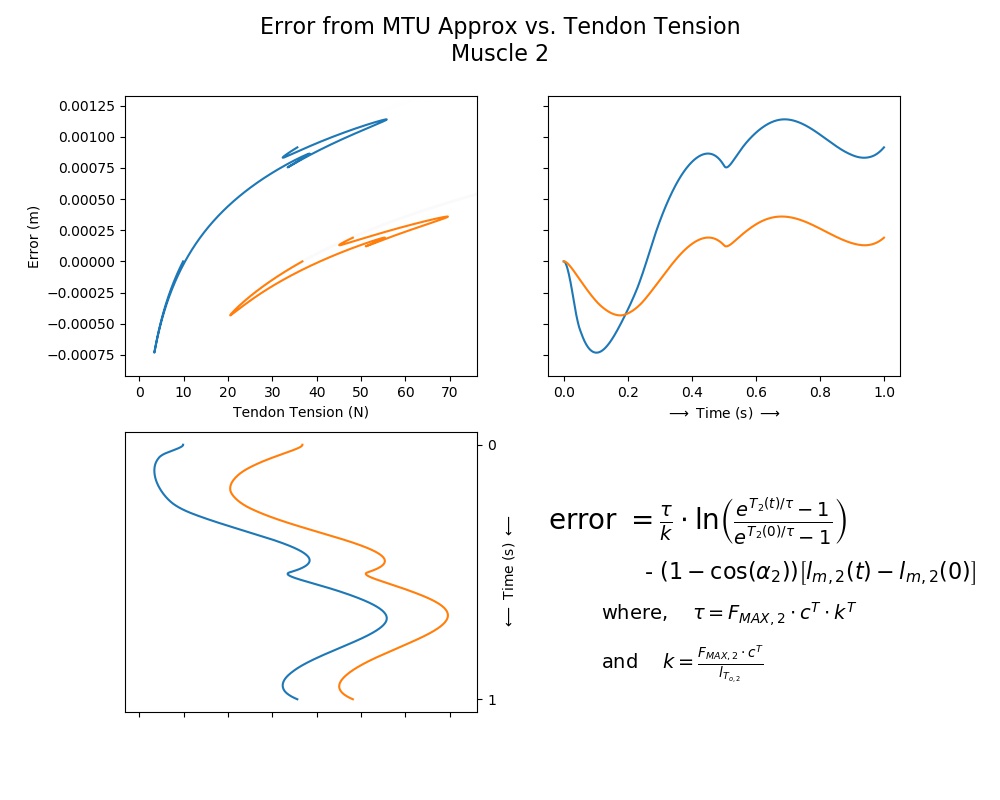 Error from MTU Approx vs. Tendon Tension
Muscle 2
0.00125
0.00100
0.00075
0.00050
0.00025
0.00000
−0.00025
−0.00050
−0.00075
Error (m)
0 10 20 30 40 50 60 70
Tendon Tension (N)
0.0 0.2 0.4 0.6 0.8 1.0
⟶ Time (s) ⟶
0
⟵ Time (s) ⟵
1
error = τ/k · ln((e^{T₂(t)/τ} − 1)/(e^{T₂(0)/τ} − 1))
- (1 − cos(α₂))[l_{m,2}(t) − l_{m,2}(0)]
where, τ = F_{MAX,2} · c^T · k^T
and k = F_{MAX,2} · c^T / l_{T_{o,2}}